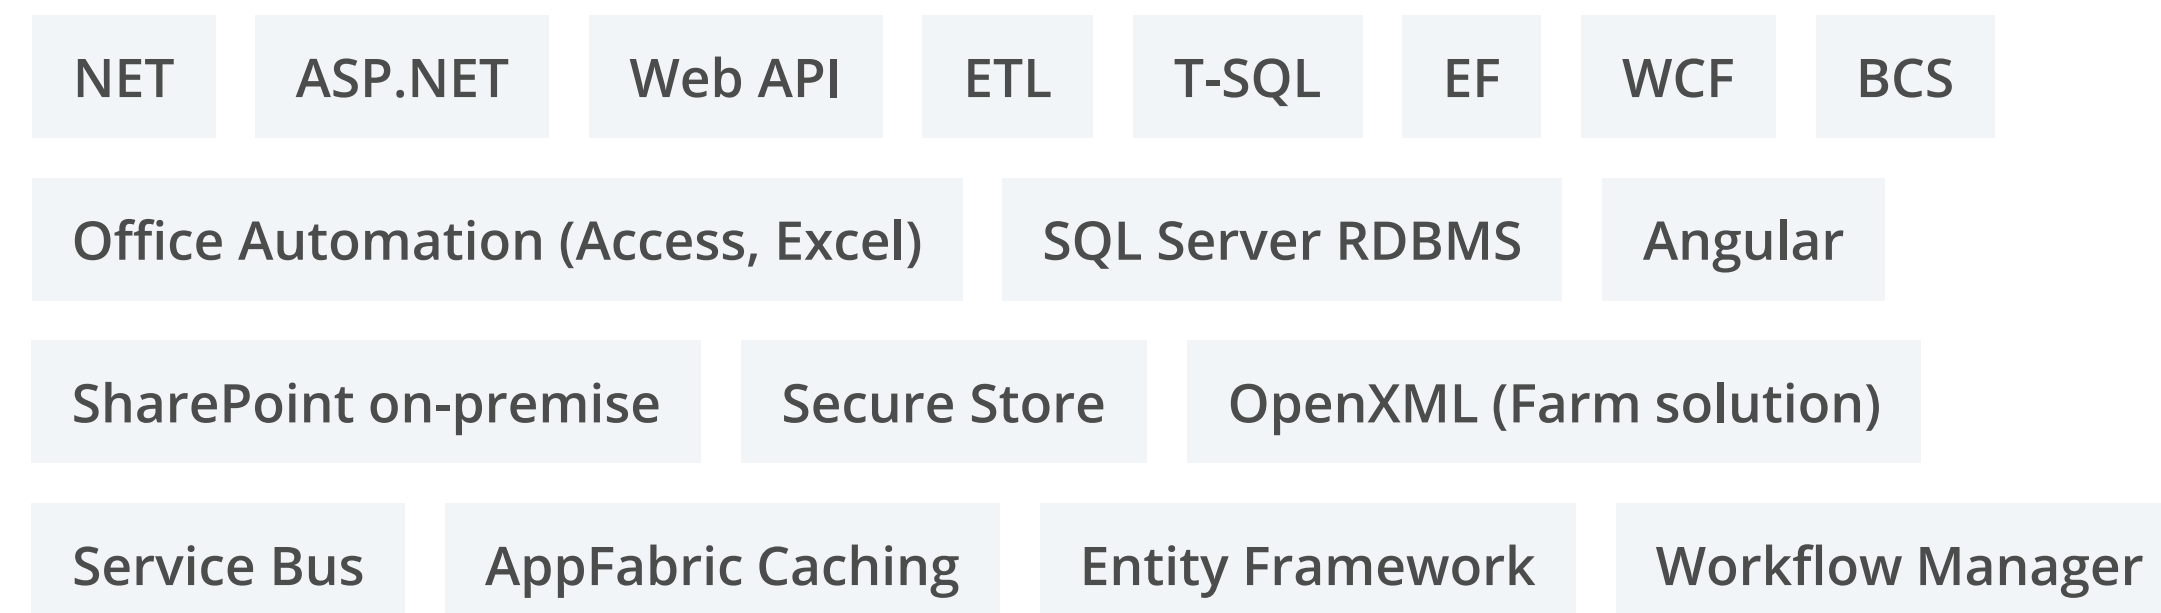 NET ASP.NET Web API ETL T-SQL EF WCF BCS
Office Automation (Access, Excel) SQL Server RDBMS Angular
SharePoint on-premise Secure Store OpenXML (Farm solution)
Service Bus AppFabric Caching Entity Framework Workflow Manager